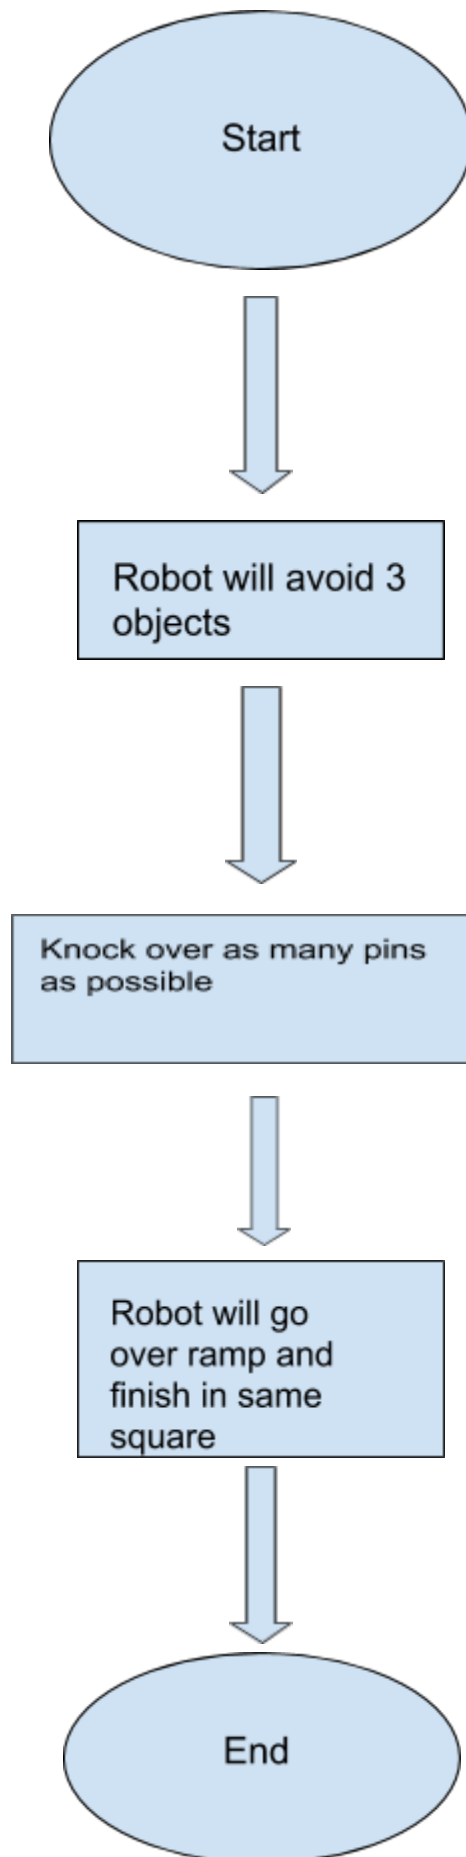 Start
Robot will avoid 3
objects
Knock over as many pins
as possible
Robot will go
over ramp and
finish in same
square
End